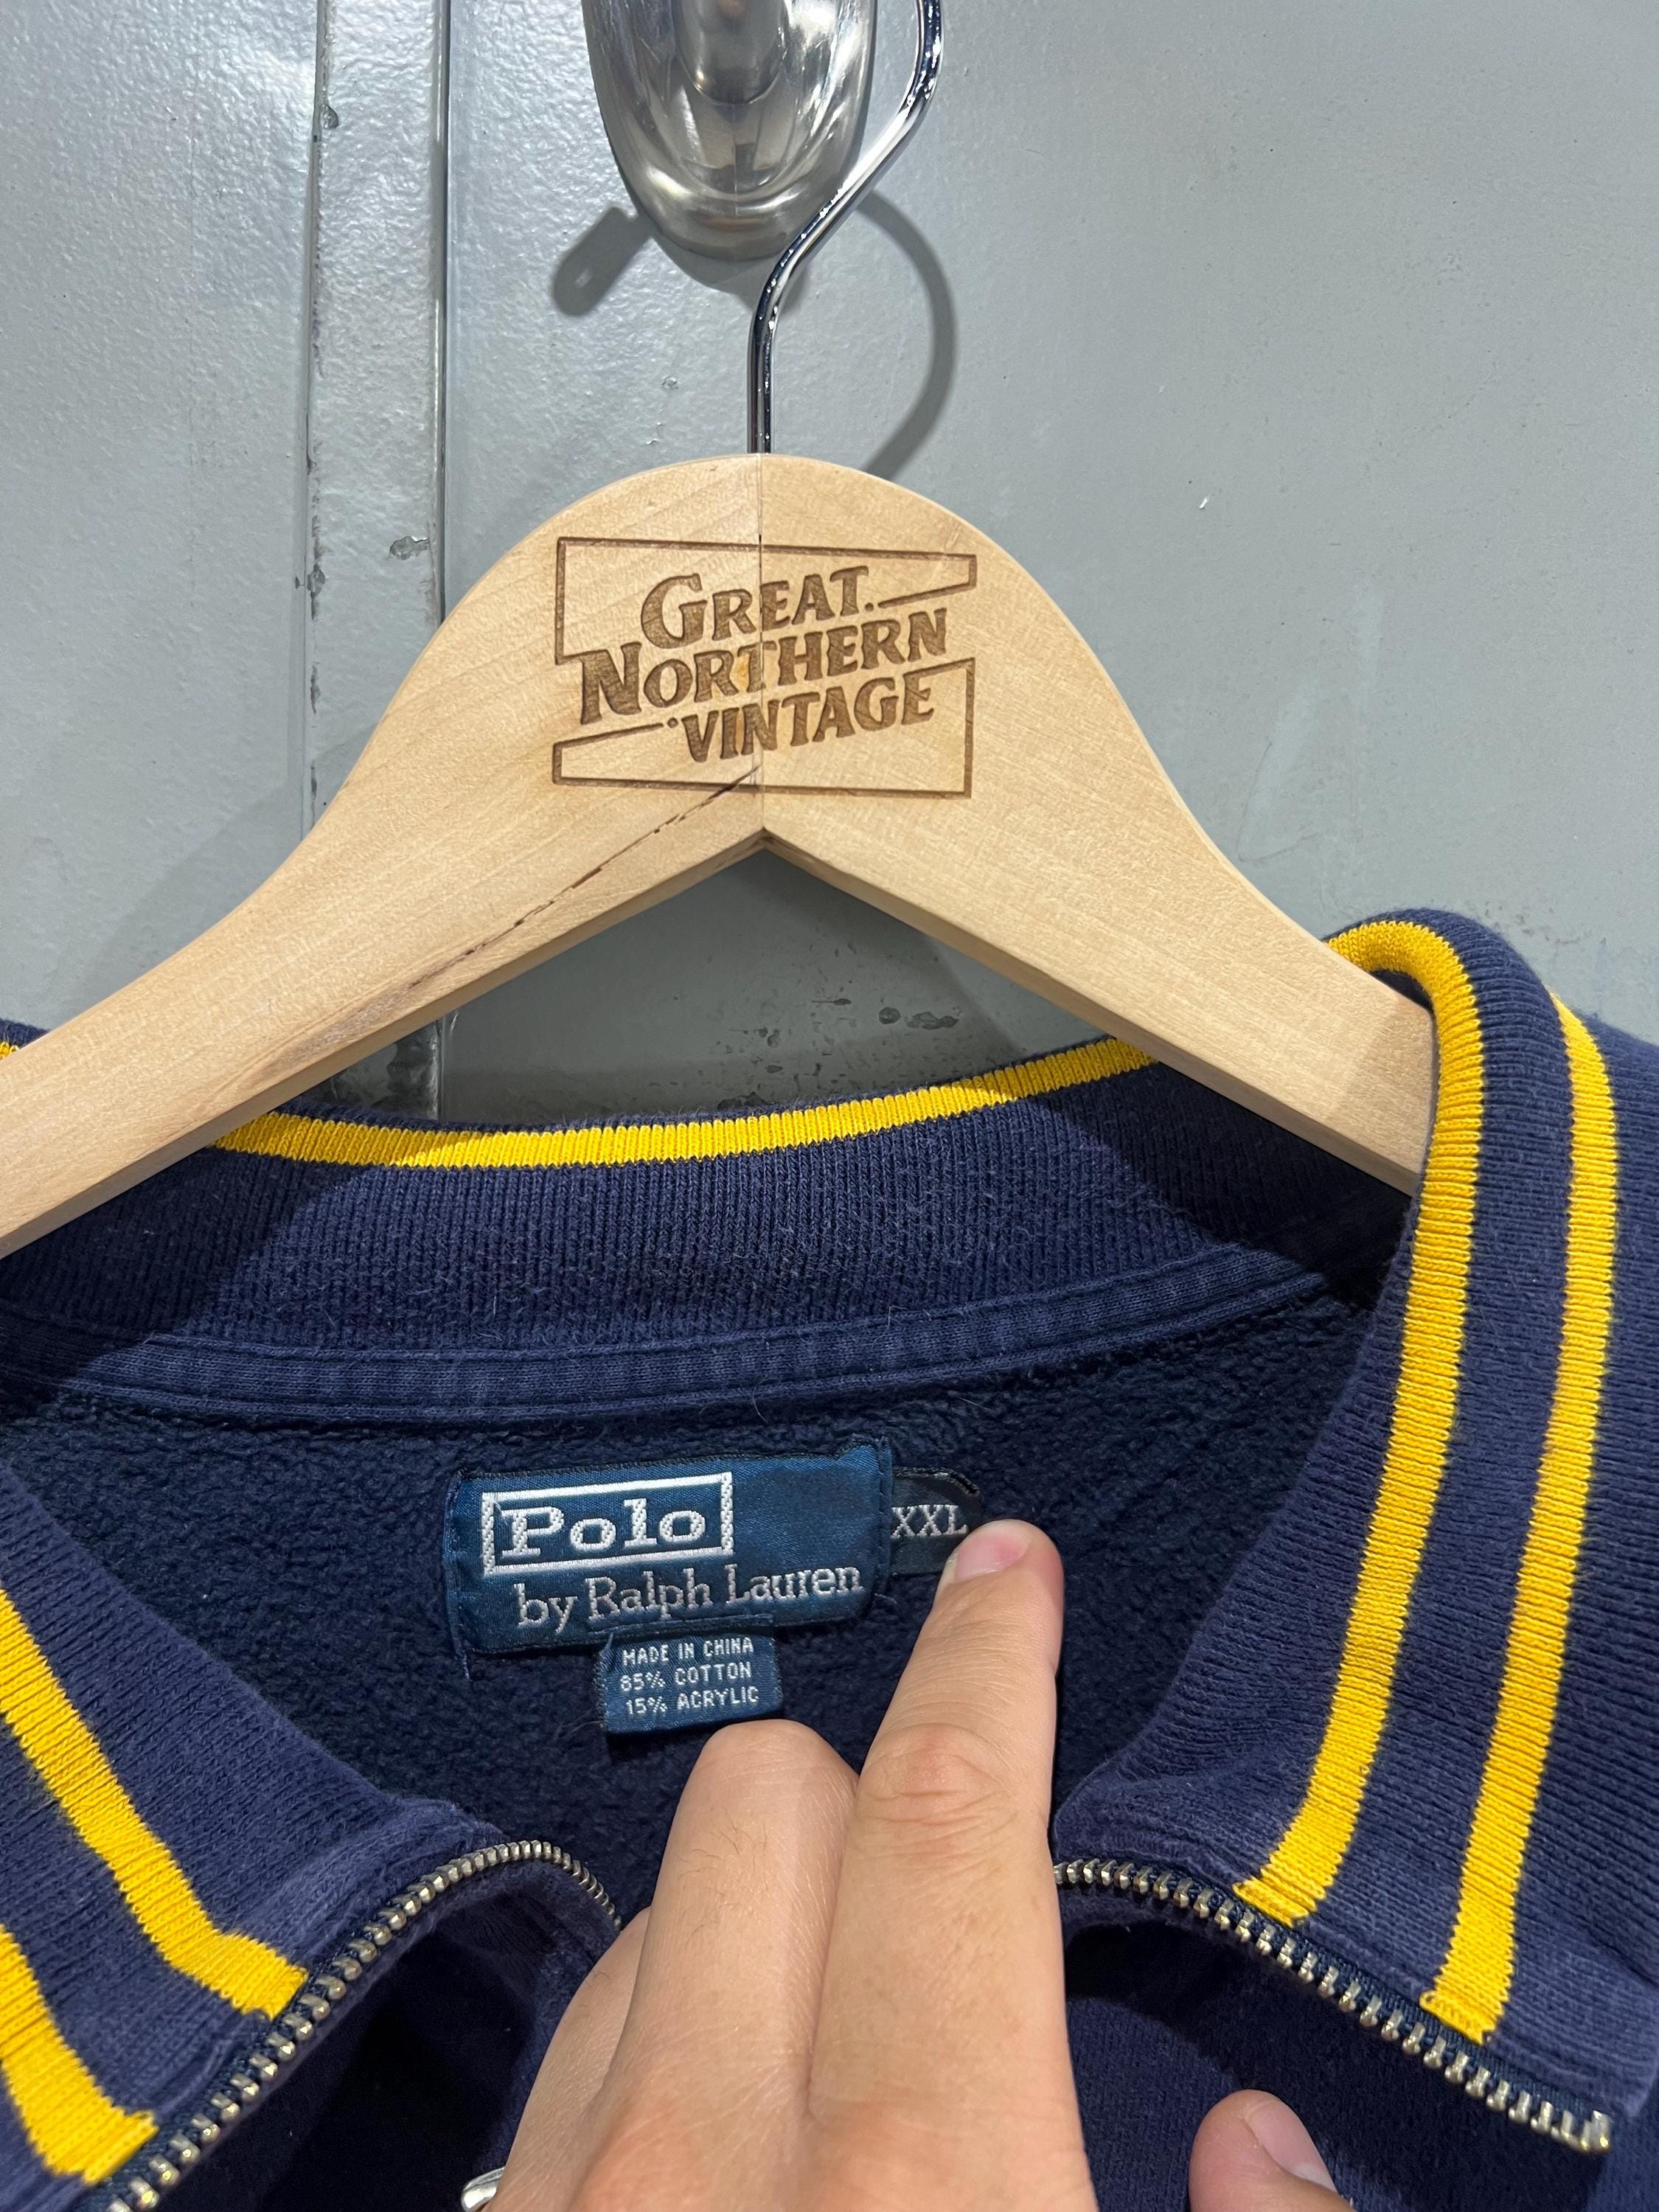 GREAT
NORTHERN
VINTAGE
Polo
by Ralph Lauren
XXL
MADE IN CHINA
85% COTTON
15% ACRYLIC